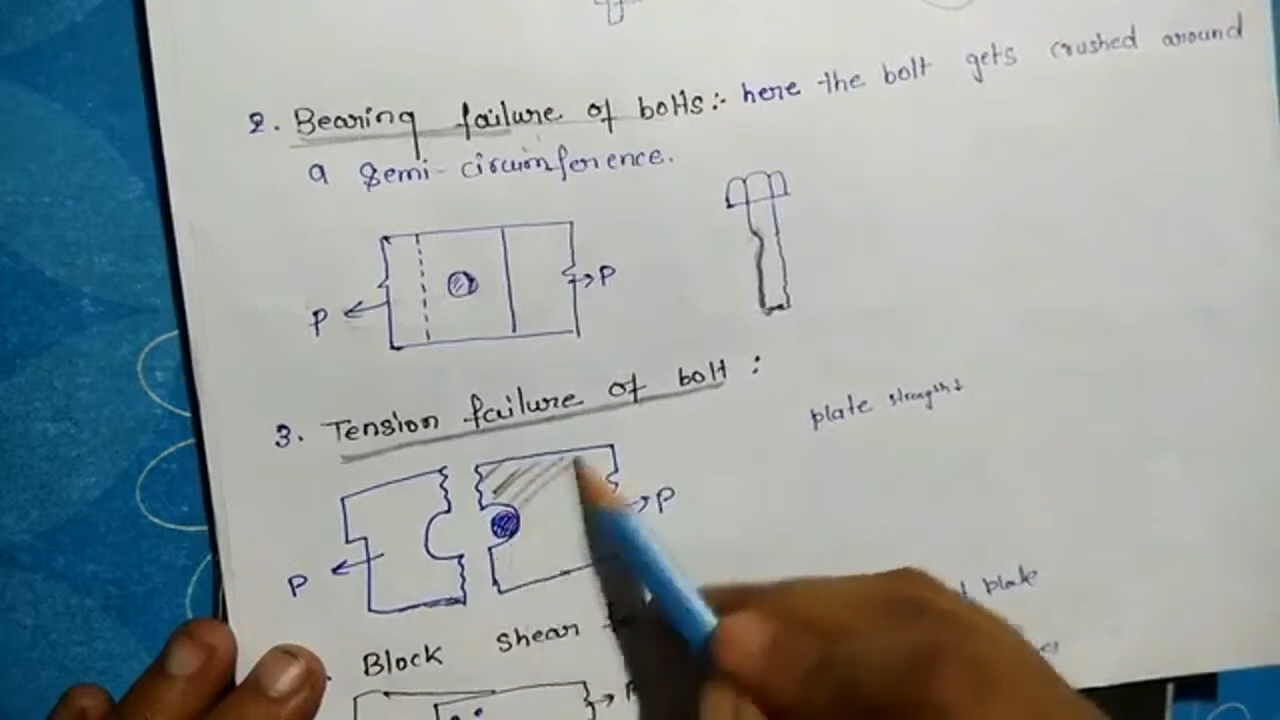 2. Bearing failure of bolts:- here the bolt gets crushed around
a semi-circumference.
P
P
3. Tension failure of bolt :
plate strength↓
P
P
plate
Block shear
P